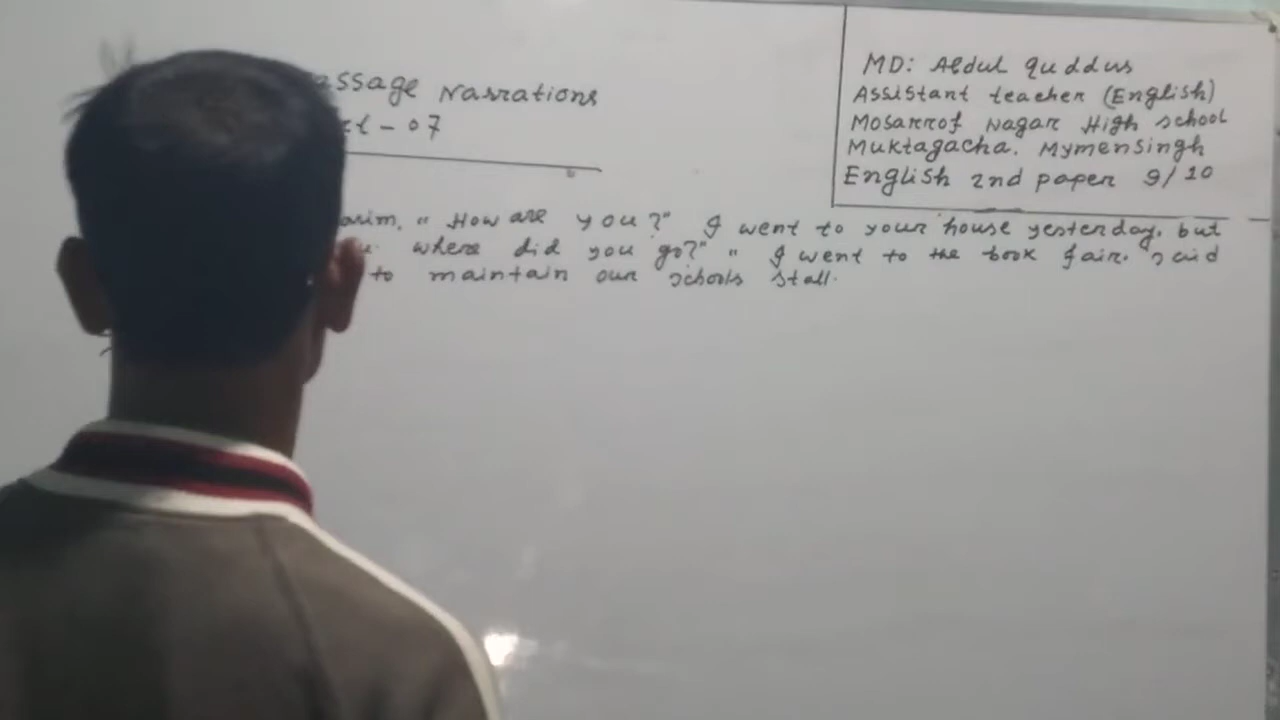 assage Narrations
ct - 07
MD: Abdul Quddus
Assistant teacher (English)
Mosarrof Nagar High school
Muktagacha. Mymensingh
English 2nd paper 9/10
arim, "How are you?" I went to your house yesterday, but
where did you go?" " I went to the book fair. said
to maintain our schools stall.